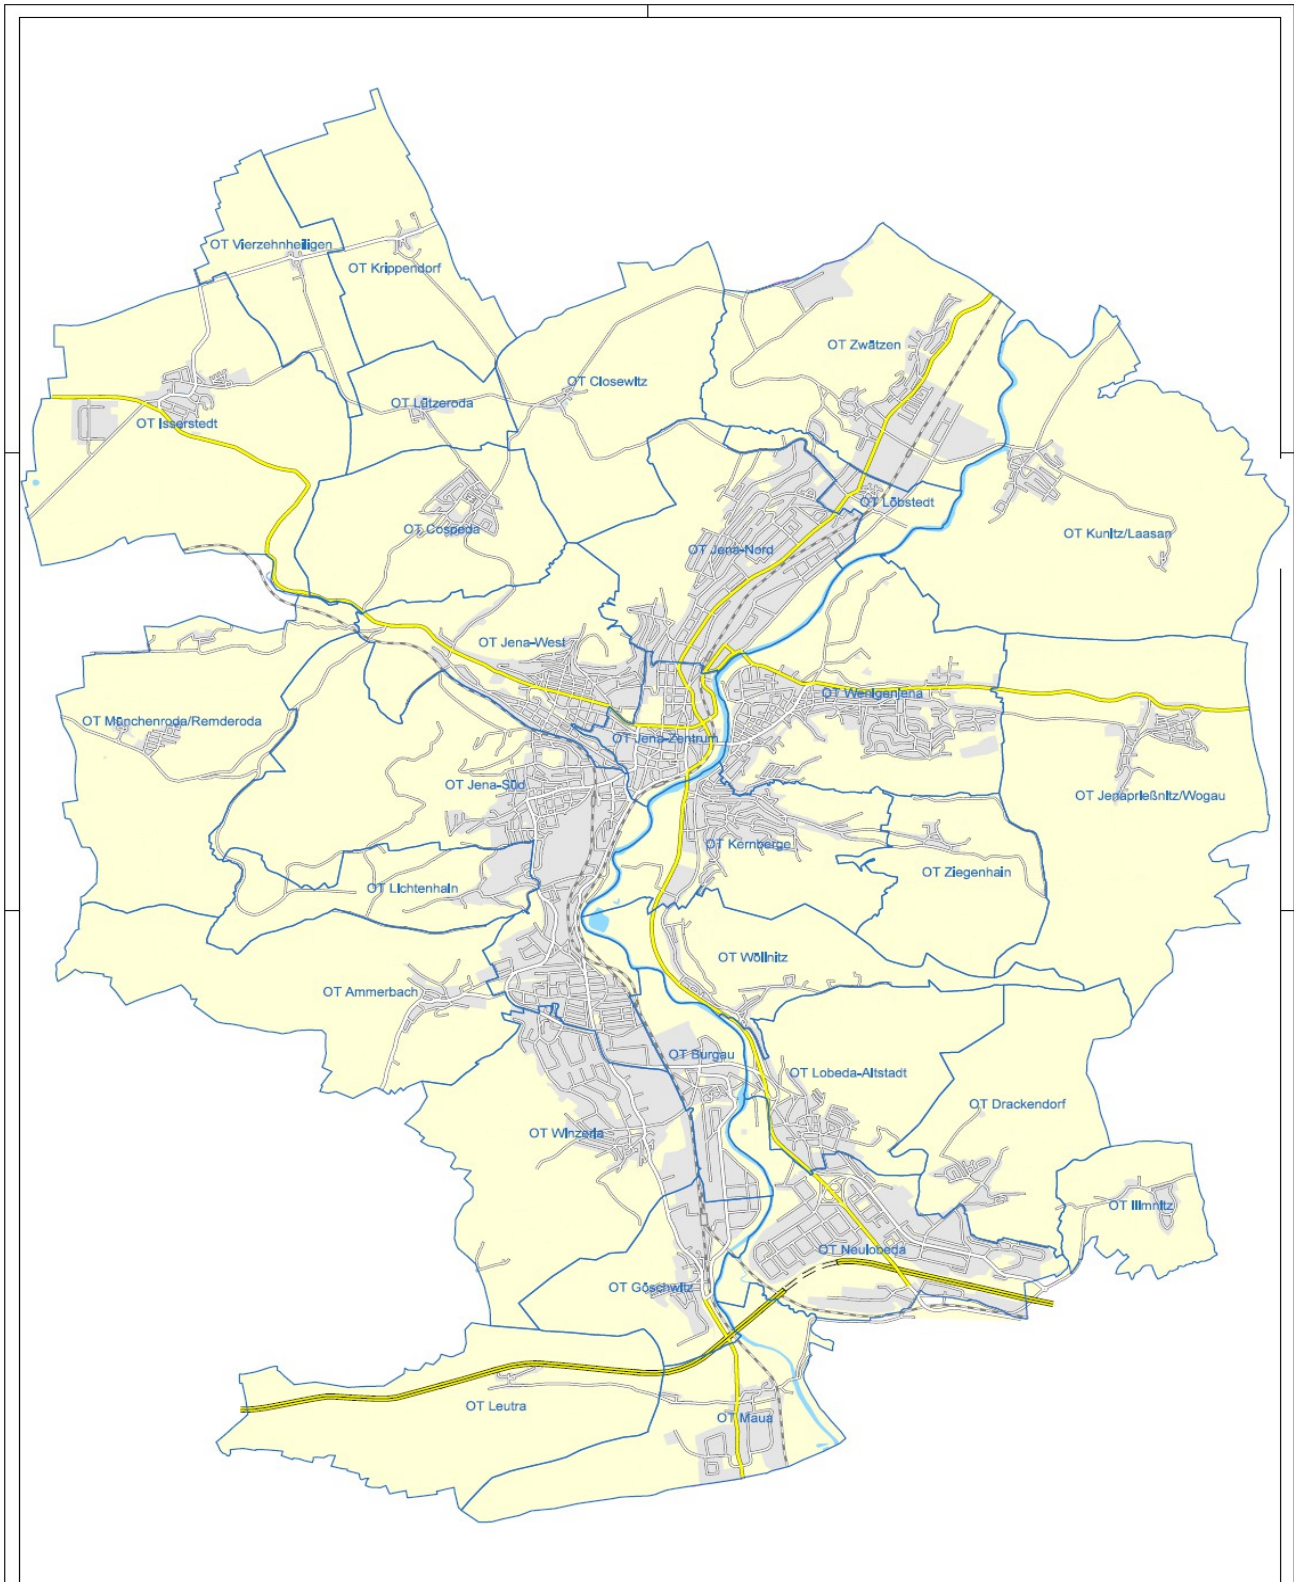 OT Vierzehnheiligen
OT Krippendorf
OT Zwätzen
OT Closewitz
OT Lützeroda
OT Isserstedt
OT Löbstedt
OT Cospeda
OT Kunitz/Laasan
OT Jena-Nord
OT Jena-West
OT Wenigenjena
OT Münchenroda/Remderoda
OT Jena-Zentrum
OT Jena-Süd
OT Jenaprießnitz/Wogau
OT Kernberge
OT Ziegenhain
OT Lichtenhain
OT Wöllnitz
OT Ammerbach
OT Burgau
OT Lobeda-Altstadt
OT Drackendorf
OT Winzerla
OT Ilmnitz
OT Neulobeda
OT Göschwitz
OT Leutra
OT Maua